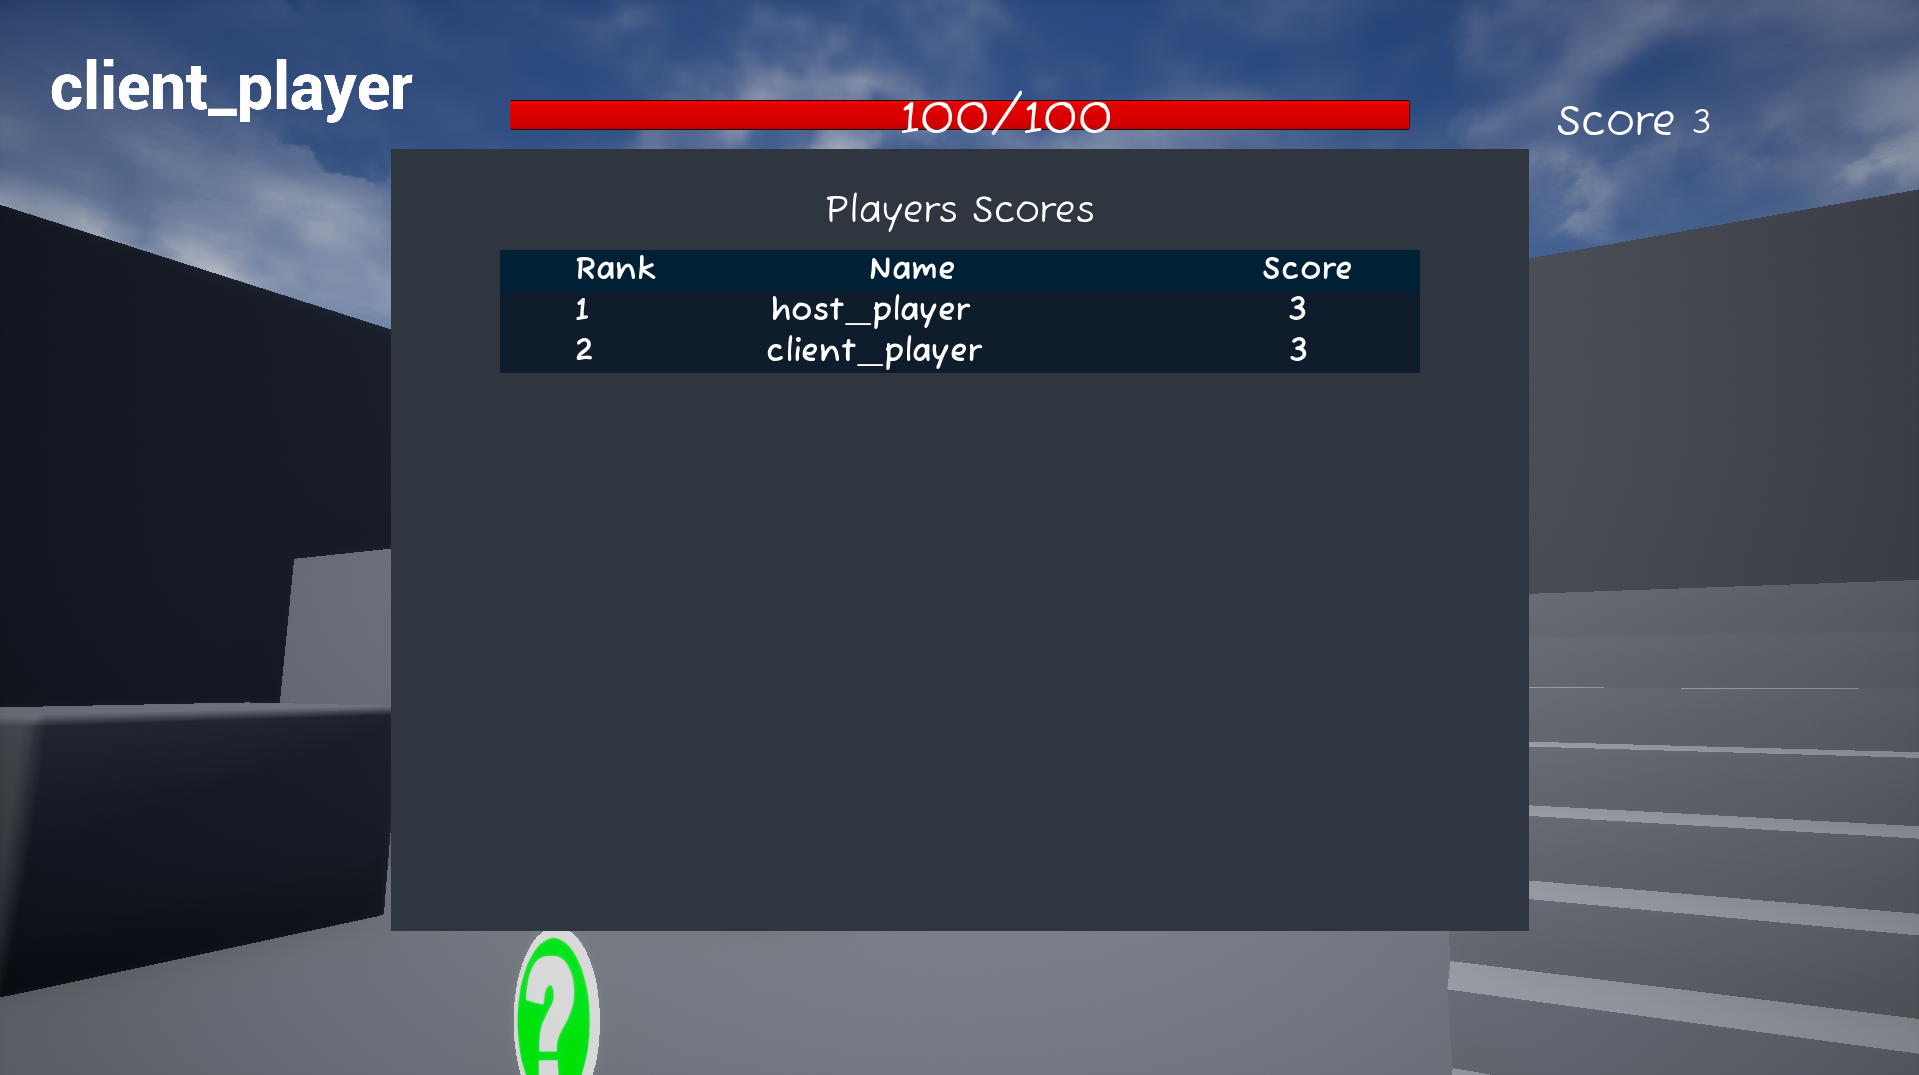 client_player
100/100
Score 3
Players Scores
Rank Name Score
1 host_player 3
2 client_player 3
?